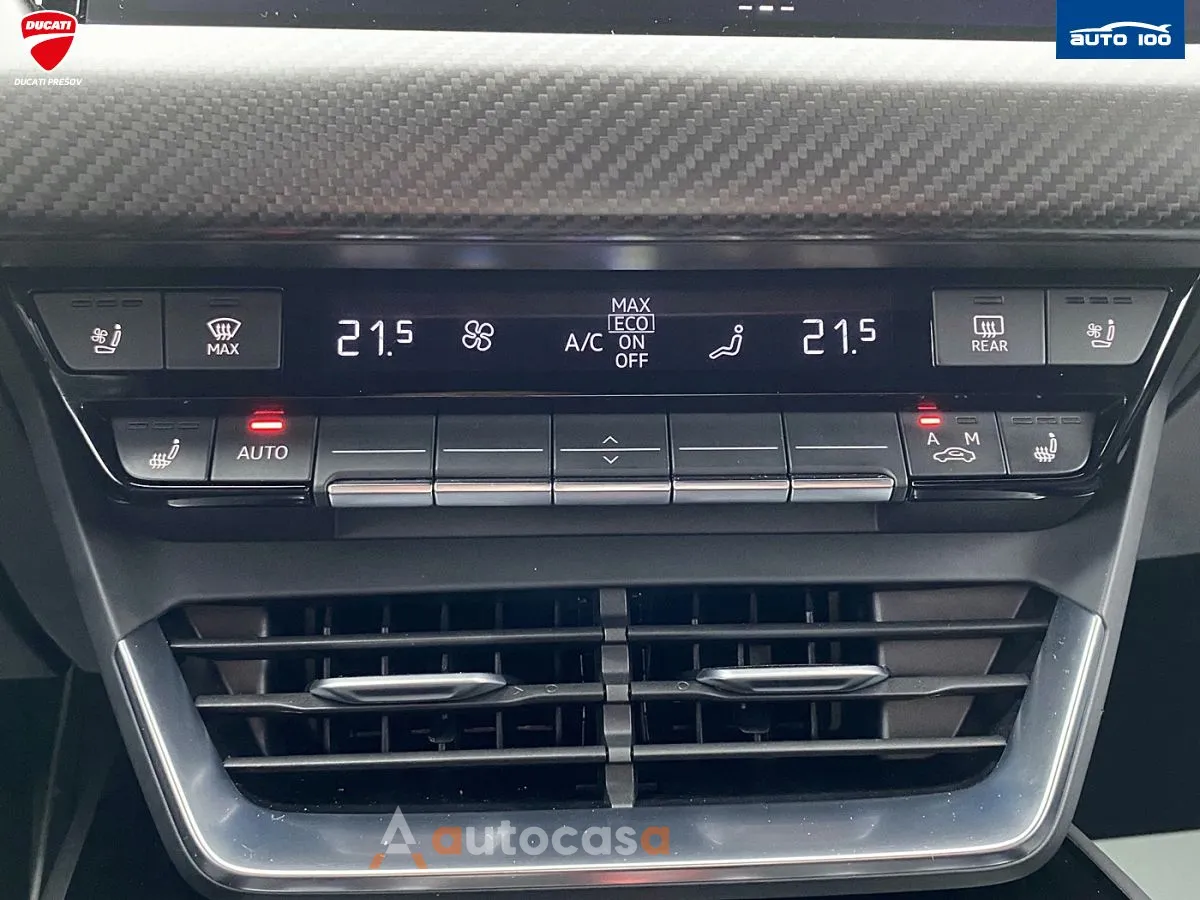 DUCATI
DUCATI PREŠOV
AUTO 100
MAX
21.5
A/C
MAX
ECO
ON
OFF
21.5
REAR
AUTO
A M
autocasa